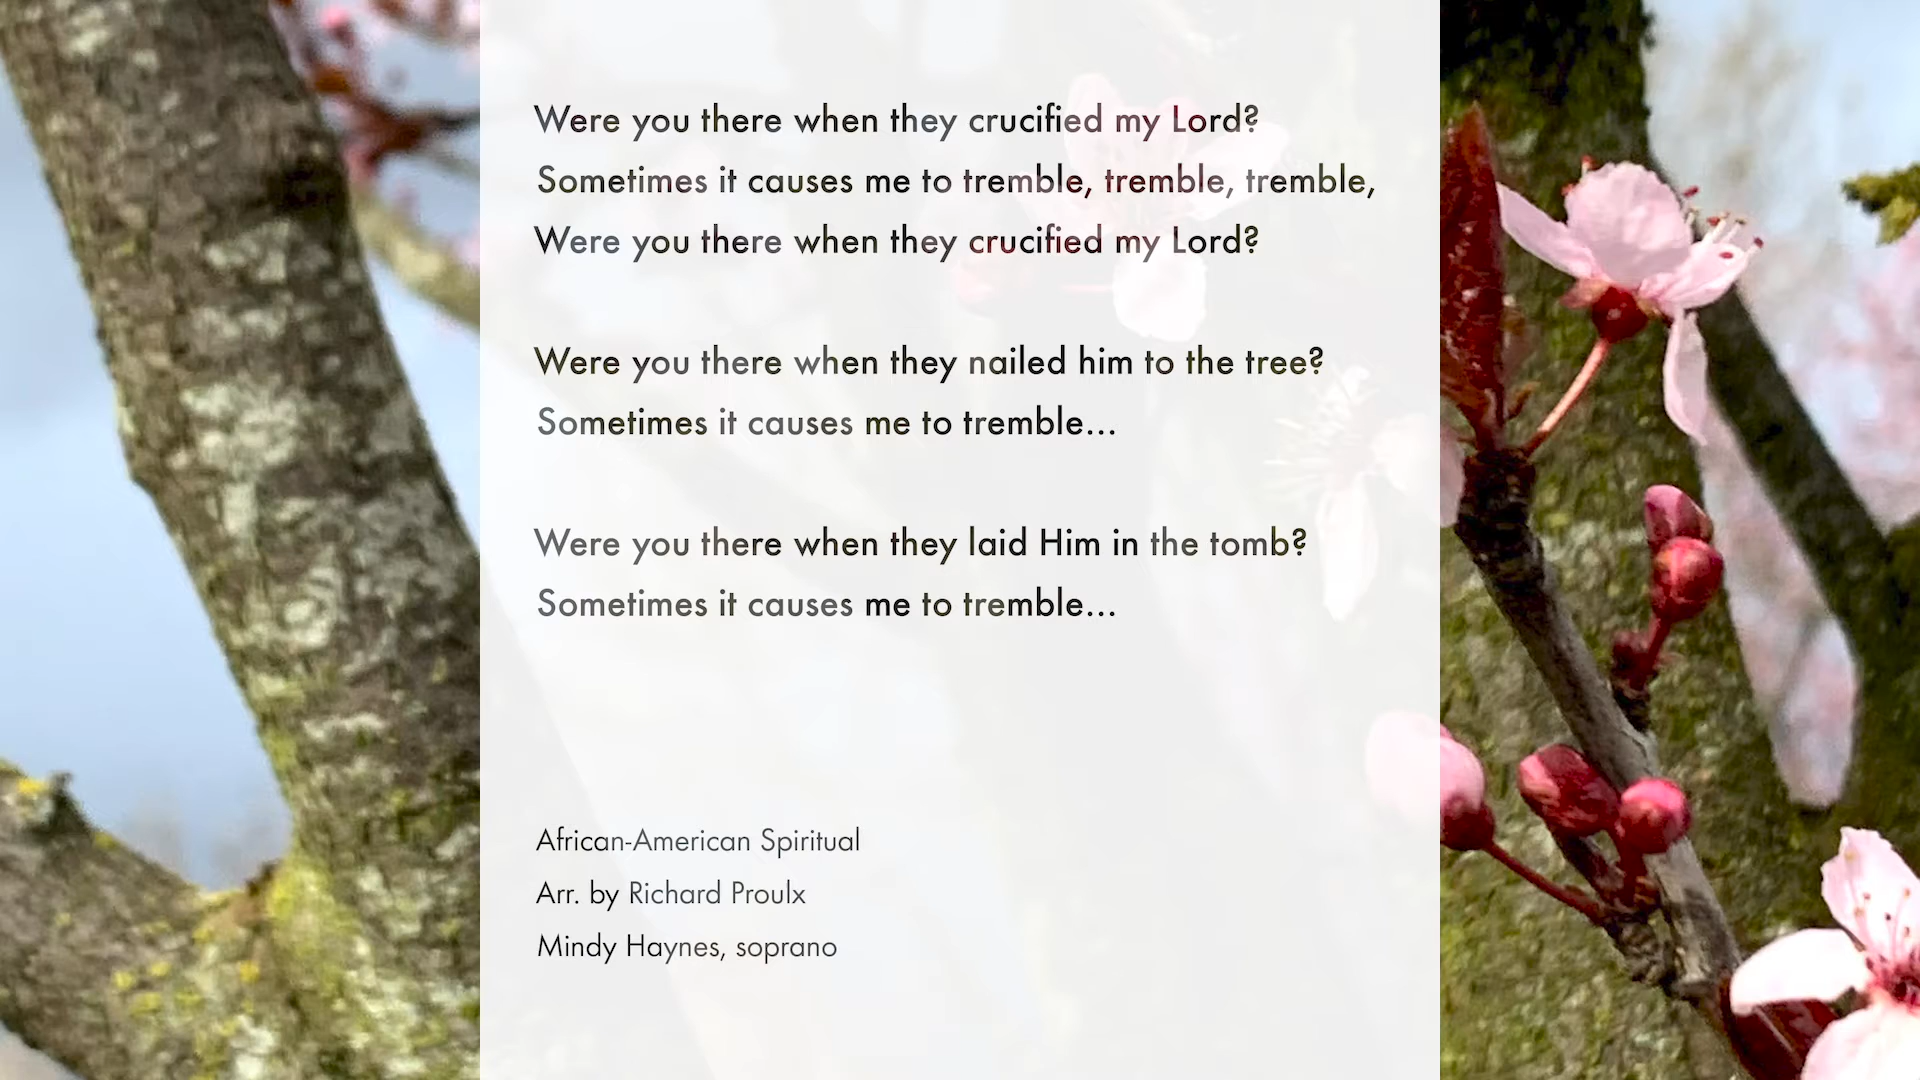 Were you there when they crucified my Lord?
Sometimes it causes me to tremble, tremble, tremble,
Were you there when they crucified my Lord?
Were you there when they nailed him to the tree?
Sometimes it causes me to tremble...
Were you there when they laid Him in the tomb?
Sometimes it causes me to tremble...
African-American Spiritual
Arr. by Richard Proulx
Mindy Haynes, soprano